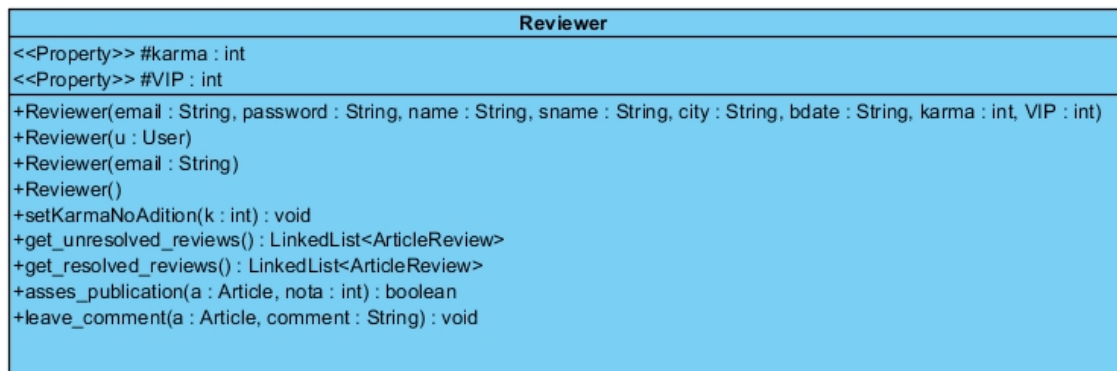 Reviewer
<<Property>> #karma : int
<<Property>> #VIP : int
+Reviewer(email : String, password : String, name : String, sname : String, city : String, bdate : String, karma : int, VIP : int)
+Reviewer(u : User)
+Reviewer(email : String)
+Reviewer()
+setKarmaNoAdition(k : int) : void
+get_unresolved_reviews() : LinkedList<ArticleReview>
+get_resolved_reviews() : LinkedList<ArticleReview>
+asses_publication(a : Article, nota : int) : boolean
+leave_comment(a : Article, comment : String) : void